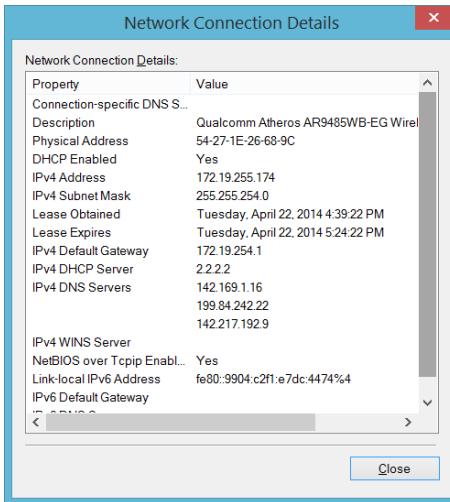 Network Connection Details
Network Connection Details:
Property Value
Connection-specific DNS S...
Description Qualcomm Atheros AR9485WB-EG Wirel
Physical Address 54-27-1E-26-68-9C
DHCP Enabled Yes
IPv4 Address 172.19.255.174
IPv4 Subnet Mask 255.255.254.0
Lease Obtained Tuesday, April 22, 2014 4:39:22 PM
Lease Expires Tuesday, April 22, 2014 5:24:22 PM
IPv4 Default Gateway 172.19.254.1
IPv4 DHCP Server 2.2.2.2
IPv4 DNS Servers 142.169.1.16
199.84.242.22
142.217.192.9
IPv4 WINS Server
NetBIOS over Tcpip Enabl... Yes
Link-local IPv6 Address fe80::9904:c2f1:e7dc:4474%4
IPv6 Default Gateway
Close